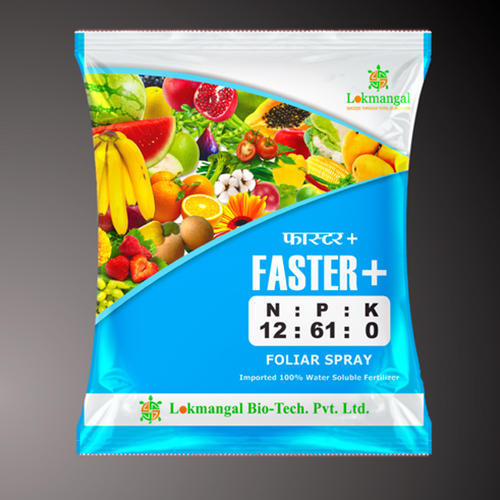 Lokmangal
फास्टर +
FASTER +
N : P : K
12 : 61 : 0
FOLIAR SPRAY
Imported 100% Water Soluble Fertilizer
Lokmangal Bio-Tech. Pvt. Ltd.